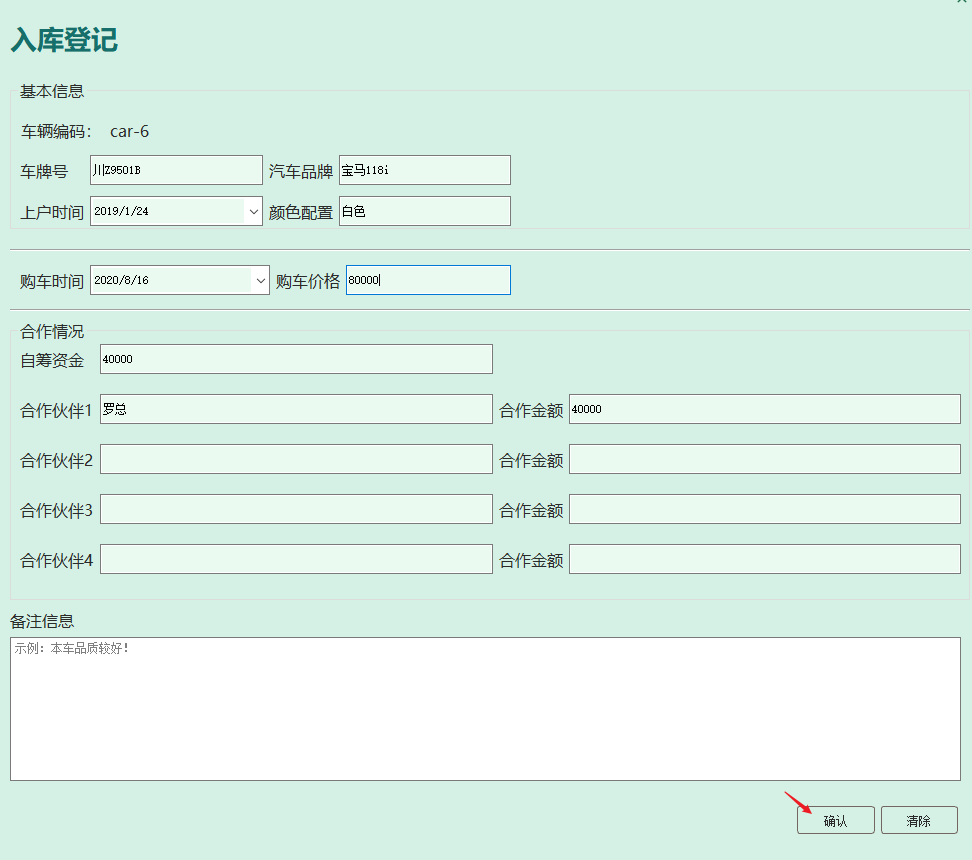 入库登记
基本信息
车辆编码： car-6
车牌号 川Z9501B 汽车品牌 宝马118i
上户时间 2019/1/24 颜色配置 白色
购车时间 2020/8/16 购车价格 80000
合作情况
自筹资金 40000
合作伙伴1 罗总 合作金额 40000
合作伙伴2 合作金额
合作伙伴3 合作金额
合作伙伴4 合作金额
备注信息
示例：本车品质较好！
确认 清除